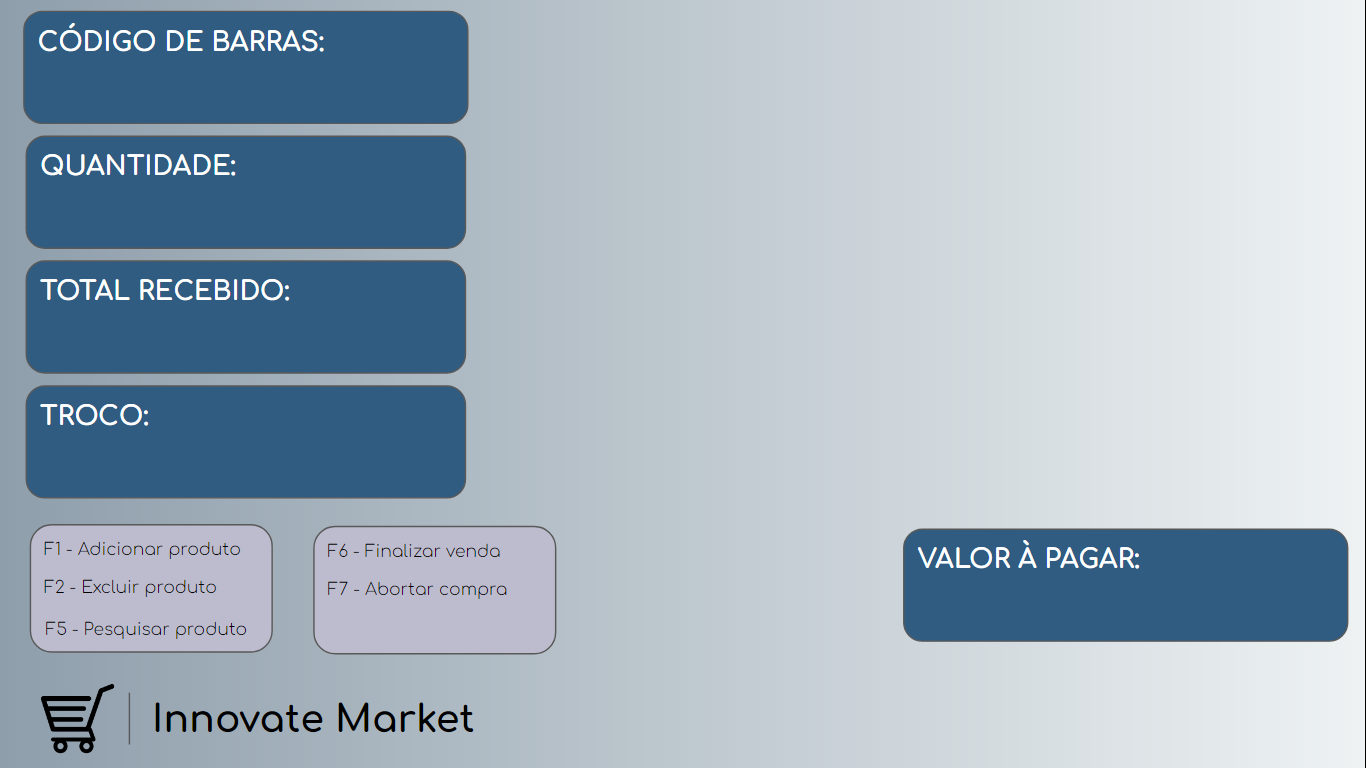 CÓDIGO DE BARRAS:
QUANTIDADE:
TOTAL RECEBIDO:
TROCO:
F1 - Adicionar produto
F2 - Excluir produto
F5 - Pesquisar produto
F6 - Finalizar venda
F7 - Abortar compra
VALOR À PAGAR:
Innovate Market